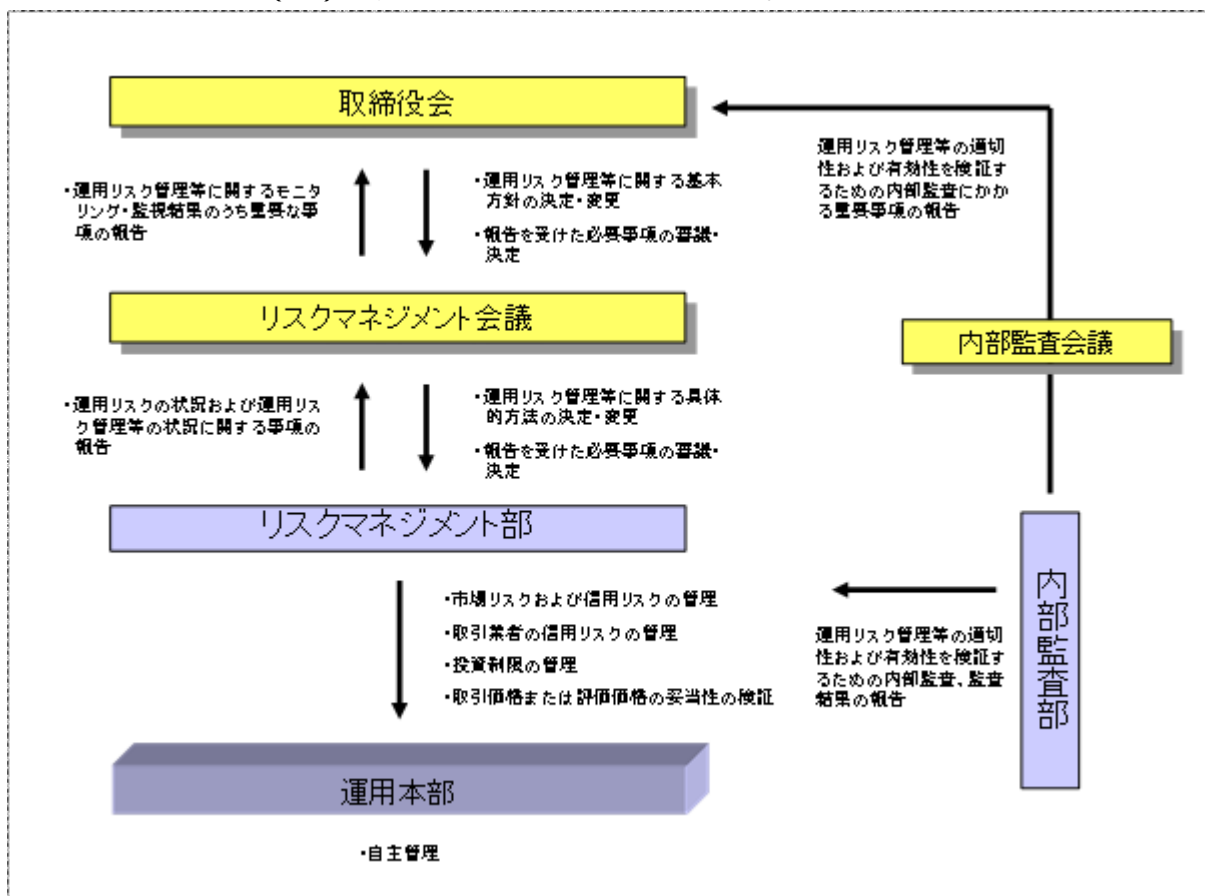 取締役会
・運用リスク管理等に関するモニ
タリング・監視結果のうち重要な事
項の報告
・運用リスク管理等に関する基本
方針の決定・変更
・報告を受けた必要事項の審議・
決定
運用リスク管理等の適切
性および有効性を検証す
るための内部監査にかか
る重要事項の報告
リスクマネジメント会議
内部監査会議
・運用リスクの状況および運用リス
ク管理等の状況に関する事項の
報告
・運用リスク管理等に関する具体
的方法の決定・変更
・報告を受けた必要事項の審議・
決定
リスクマネジメント部
・市場リスクおよび信用リスクの管理
・取引業者の信用リスクの管理
・投資制限の管理
・取引価格または評価価格の妥当性の検証
運用リスク管理等の適切
性および有効性を検証す
るための内部監査、監査
結果の報告
内部監査部
運用本部
・自主管理